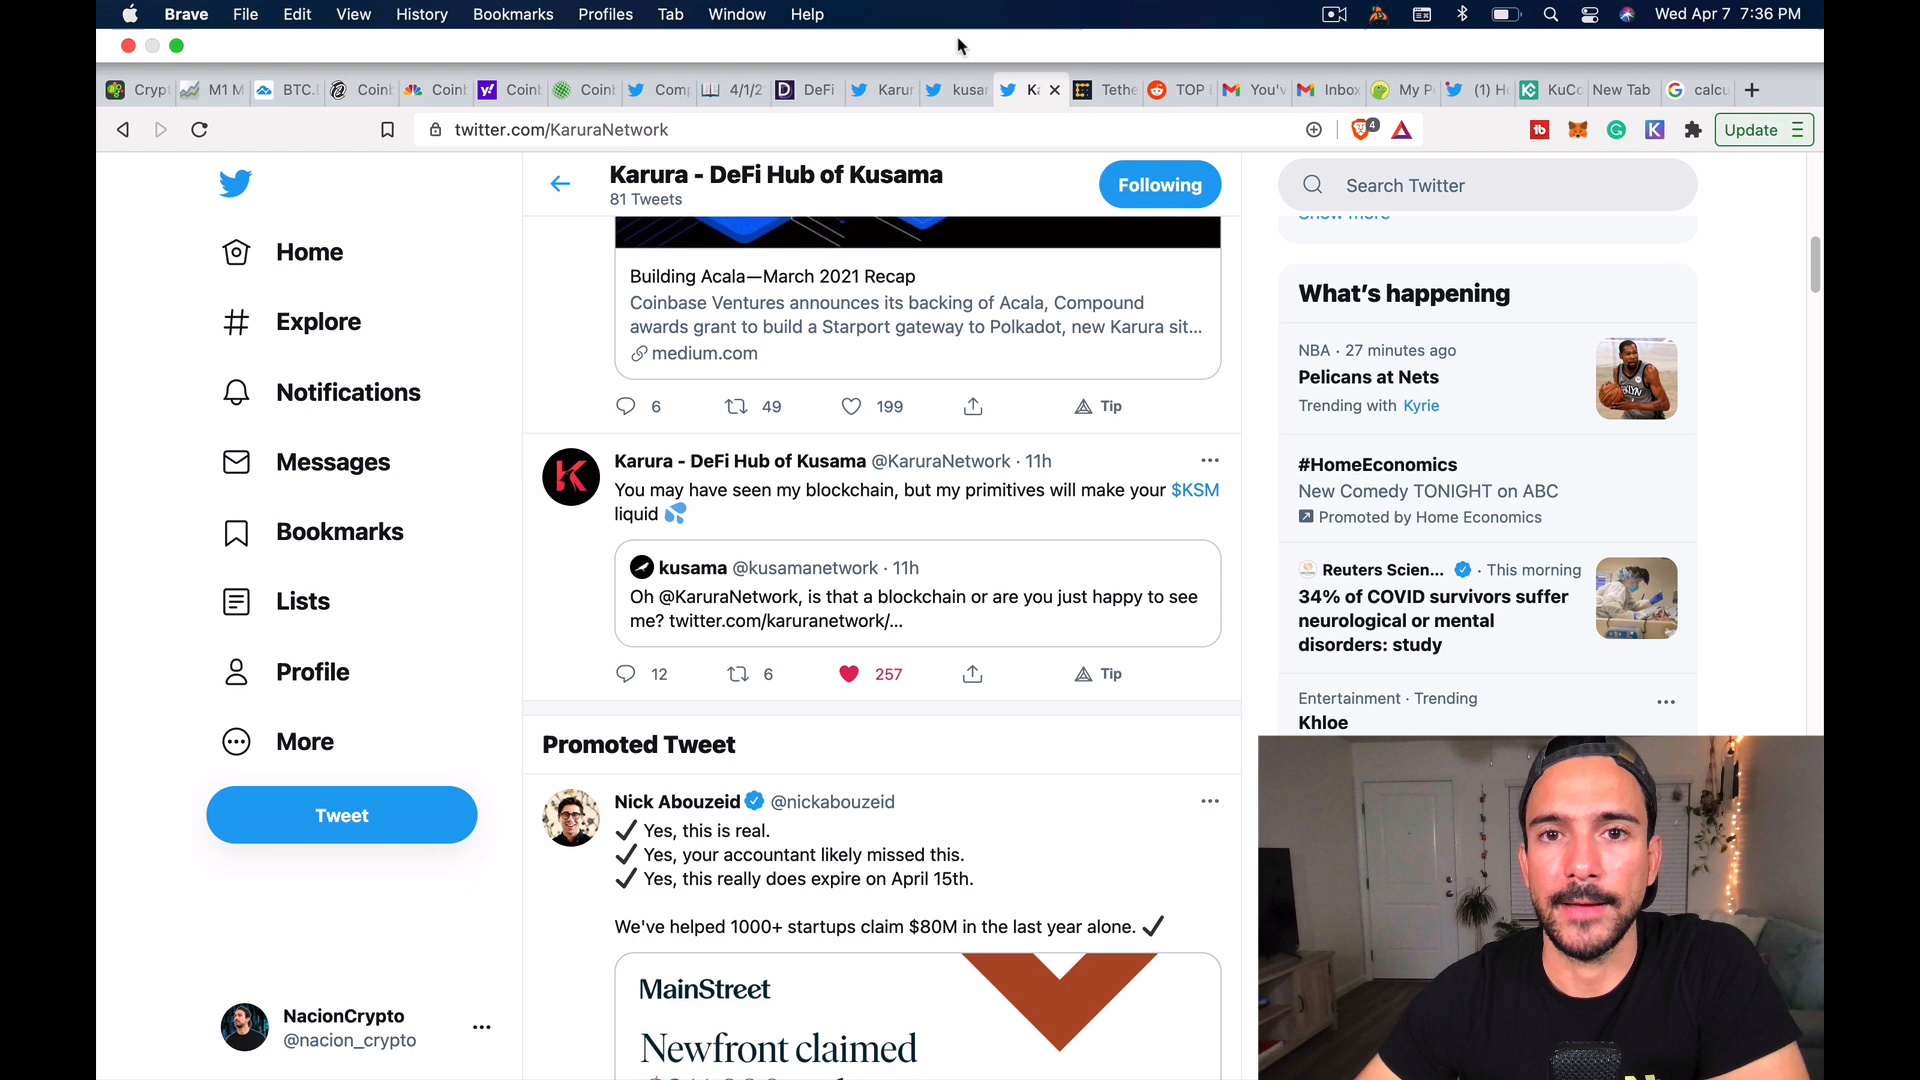 Brave File Edit View History Bookmarks Profiles Tab Window Help Wed Apr 7 7:36 PM
Crypt M1 M BTC. Coinb Coinb Coinb Coinb Comp 4/1/2 DeFi Karur kusar Ka Tethe TOP You'v Inbox My P (1) H KuCo New Tab calcu
twitter.com/KaruraNetwork 4 Update
Karura - DeFi Hub of Kusama
81 Tweets
Following
Building Acala—March 2021 Recap
Coinbase Ventures announces its backing of Acala, Compound
awards grant to build a Starport gateway to Polkadot, new Karura sit...
medium.com
6 49 199 Tip
Karura - DeFi Hub of Kusama @KaruraNetwork · 11h
You may have seen my blockchain, but my primitives will make your $KSM
liquid 💦
kusama @kusamanetwork · 11h
Oh @KaruraNetwork, is that a blockchain or are you just happy to see
me? twitter.com/karuranetwork/...
12 6 257 Tip
Promoted Tweet
Nick Abouzeid @nickabouzeid
✔ Yes, this is real.
✔ Yes, your accountant likely missed this.
✔ Yes, this really does expire on April 15th.
We've helped 1000+ startups claim $80M in the last year alone. ✔
MainStreet
Newfront claimed
Home
Explore
Notifications
Messages
Bookmarks
Lists
Profile
More
Tweet
NacionCrypto
@nacion_crypto
Search Twitter
Show more
What's happening
NBA · 27 minutes ago
Pelicans at Nets
Trending with Kyrie
#HomeEconomics
New Comedy TONIGHT on ABC
Promoted by Home Economics
Reuters Scien... · This morning
34% of COVID survivors suffer
neurological or mental
disorders: study
Entertainment · Trending
Khloe